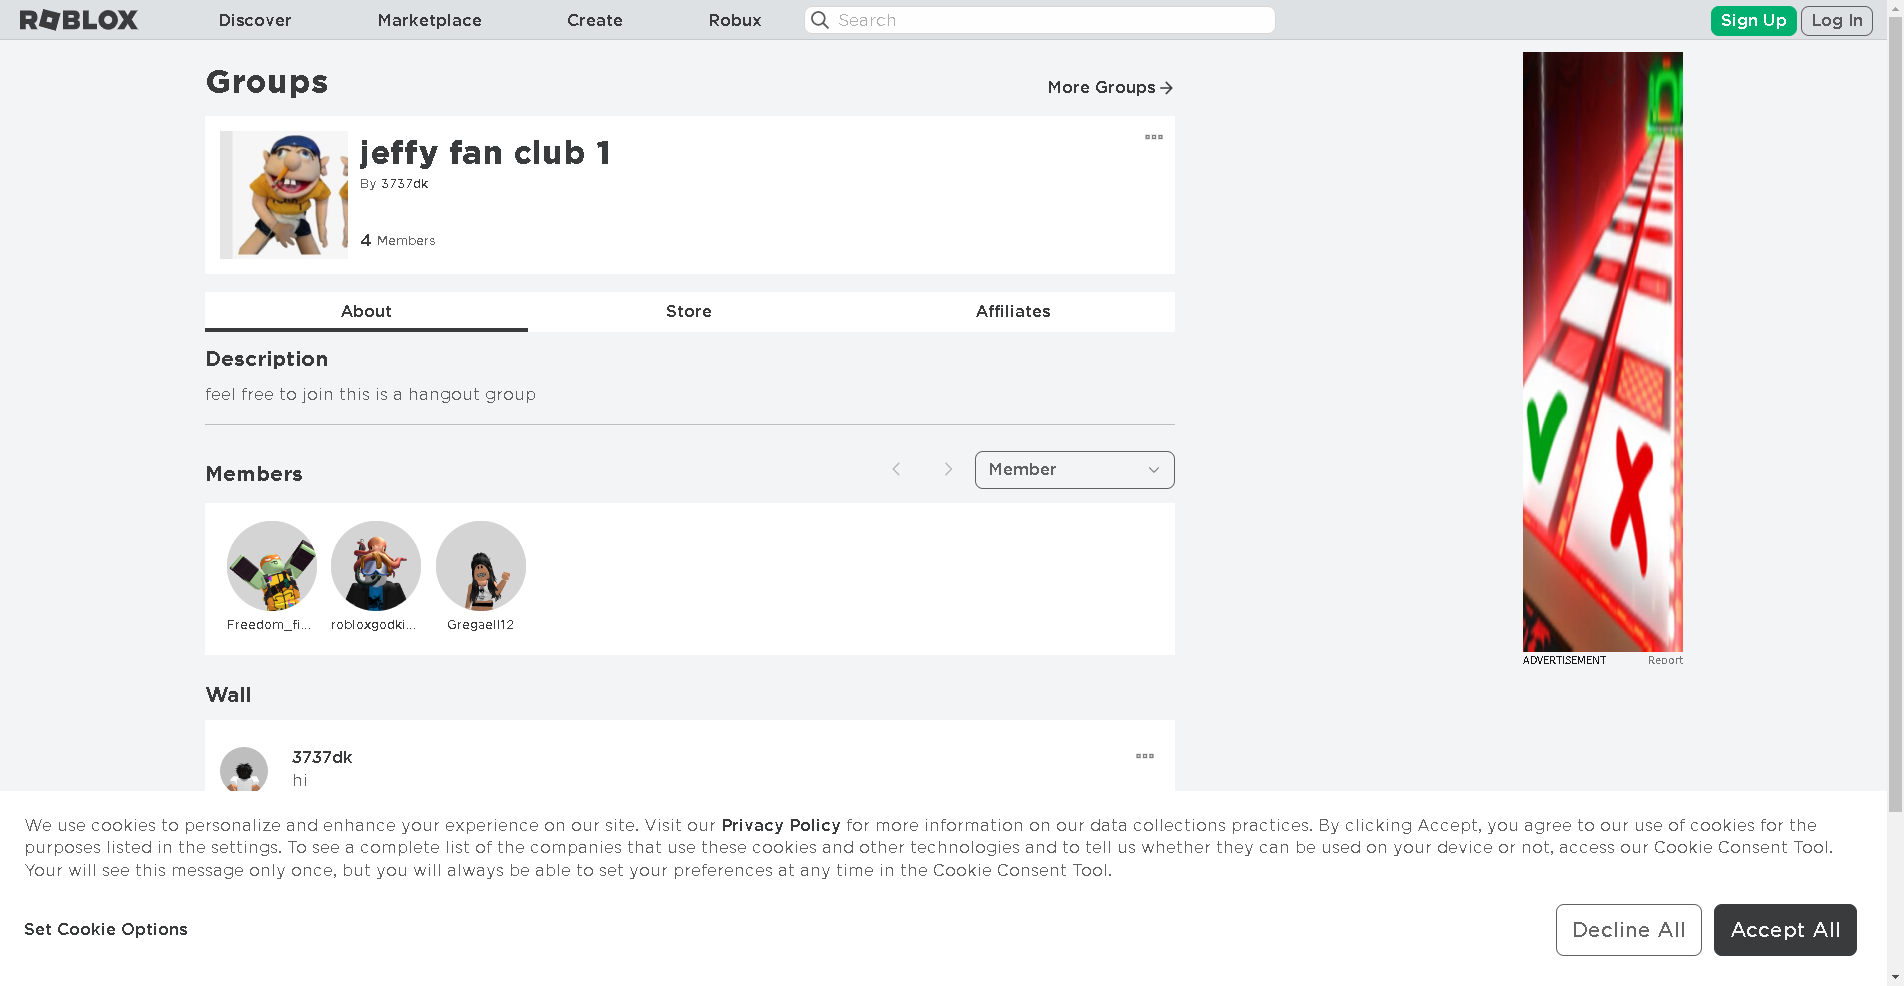 ROBLOX Discover Marketplace Create Robux Search Sign Up Log In
Groups
More Groups
jeffy fan club 1
By 3737dk
4 Members
About Store Affiliates
Description
feel free to join this is a hangout group
Members
Member
Freedom_fi... robloxgodki... Gregaell12
ADVERTISEMENT Report
Wall
3737dk
hi
We use cookies to personalize and enhance your experience on our site. Visit our Privacy Policy for more information on our data collections practices. By clicking Accept, you agree to our use of cookies for the
purposes listed in the settings. To see a complete list of the companies that use these cookies and other technologies and to tell us whether they can be used on your device or not, access our Cookie Consent Tool.
Your will see this message only once, but you will always be able to set your preferences at any time in the Cookie Consent Tool.
Set Cookie Options
Decline All
Accept All